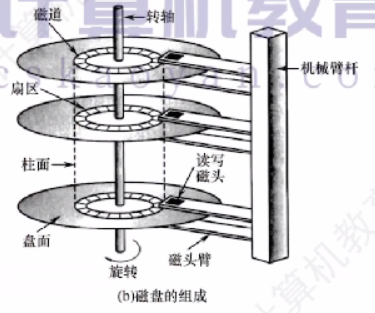 计算机教育
cskaoyan.co
磁道
转轴
机械臂杆
扇区
柱面
读写
磁头
盘面
旋转
磁头臂
(b)磁盘的组成
计算机教